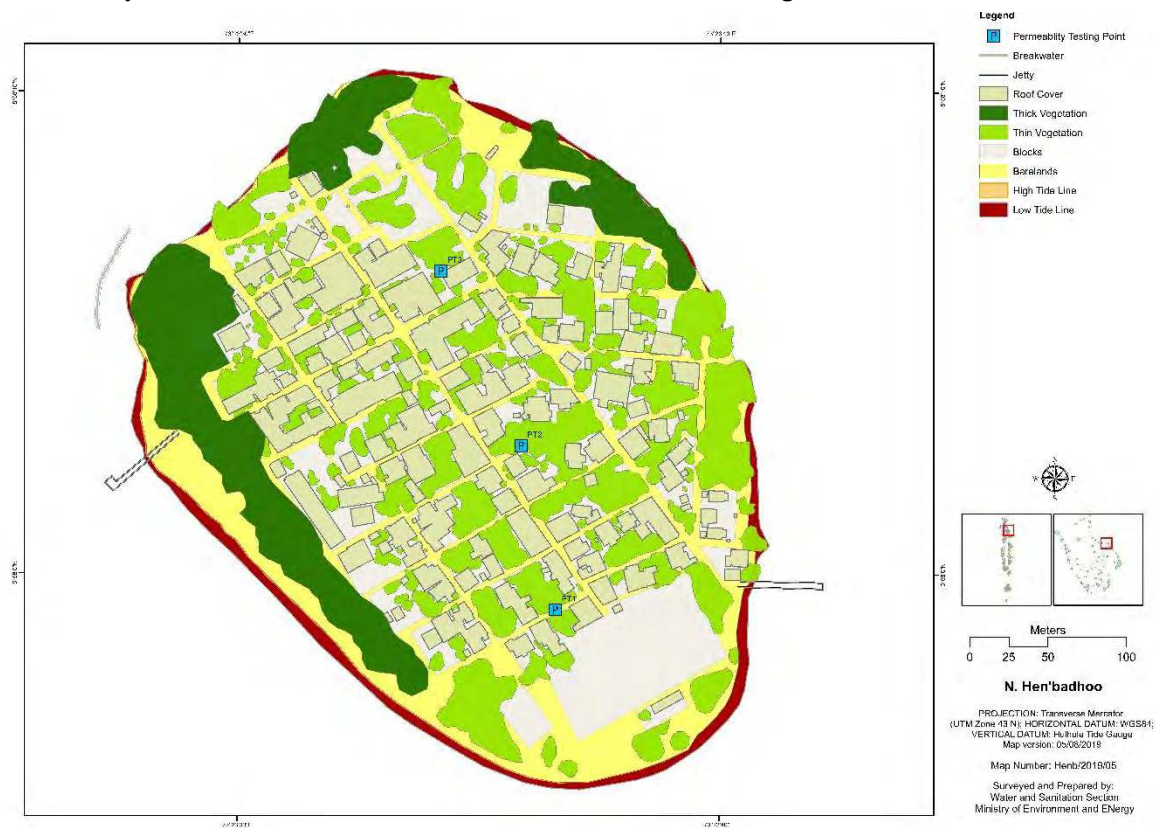 Legend
P Permeablity Testing Point
Breakwater
Jetty
Roof Cover
Thick Vegetation
Thin Vegetation
Blocks
Barelands
High Tide Line
Low Tide Line
P PT3
P PT2
P PT1
N
W E
S
Meters
0 25 50 100
N. Hen'badhoo
PROJECTION: Transverse Mercator
(UTM Zone 43 N); HORIZONTAL DATUM: WGS84;
VERTICAL DATUM: Hulhule Tide Gauge
Map version: 05/08/2019
Map Number: Henb/2019/05
Surveyed and Prepared by:
Water and Sanitation Section
Ministry of Environment and ENergy